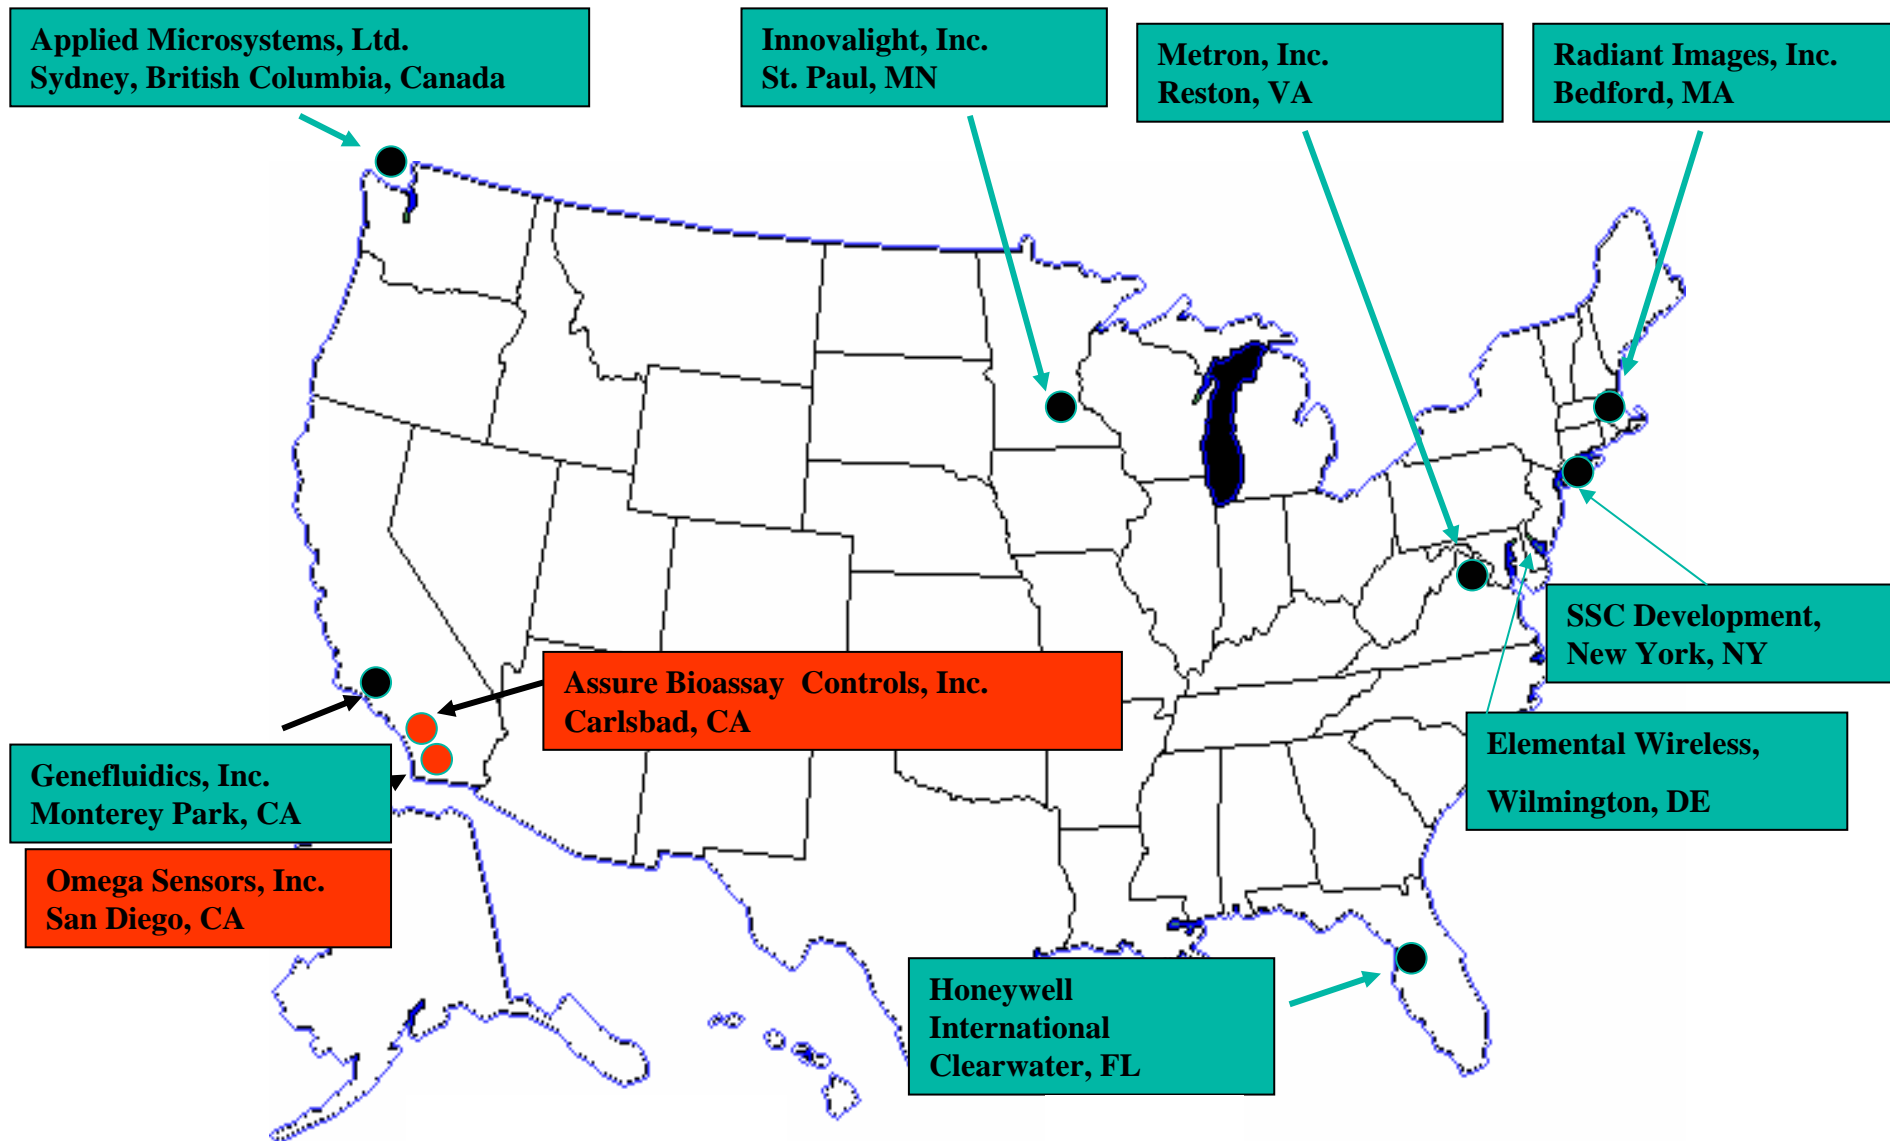 Applied Microsystems, Ltd.
Sydney, British Columbia, Canada
Innovalight, Inc.
St. Paul, MN
Metron, Inc.
Reston, VA
Radiant Images, Inc.
Bedford, MA
SSC Development,
New York, NY
Assure Bioassay  Controls, Inc.
Carlsbad, CA
Elemental Wireless,
Wilmington, DE
Genefluidics, Inc.
Monterey Park, CA
Omega Sensors, Inc.
San Diego, CA
Honeywell
International
Clearwater, FL